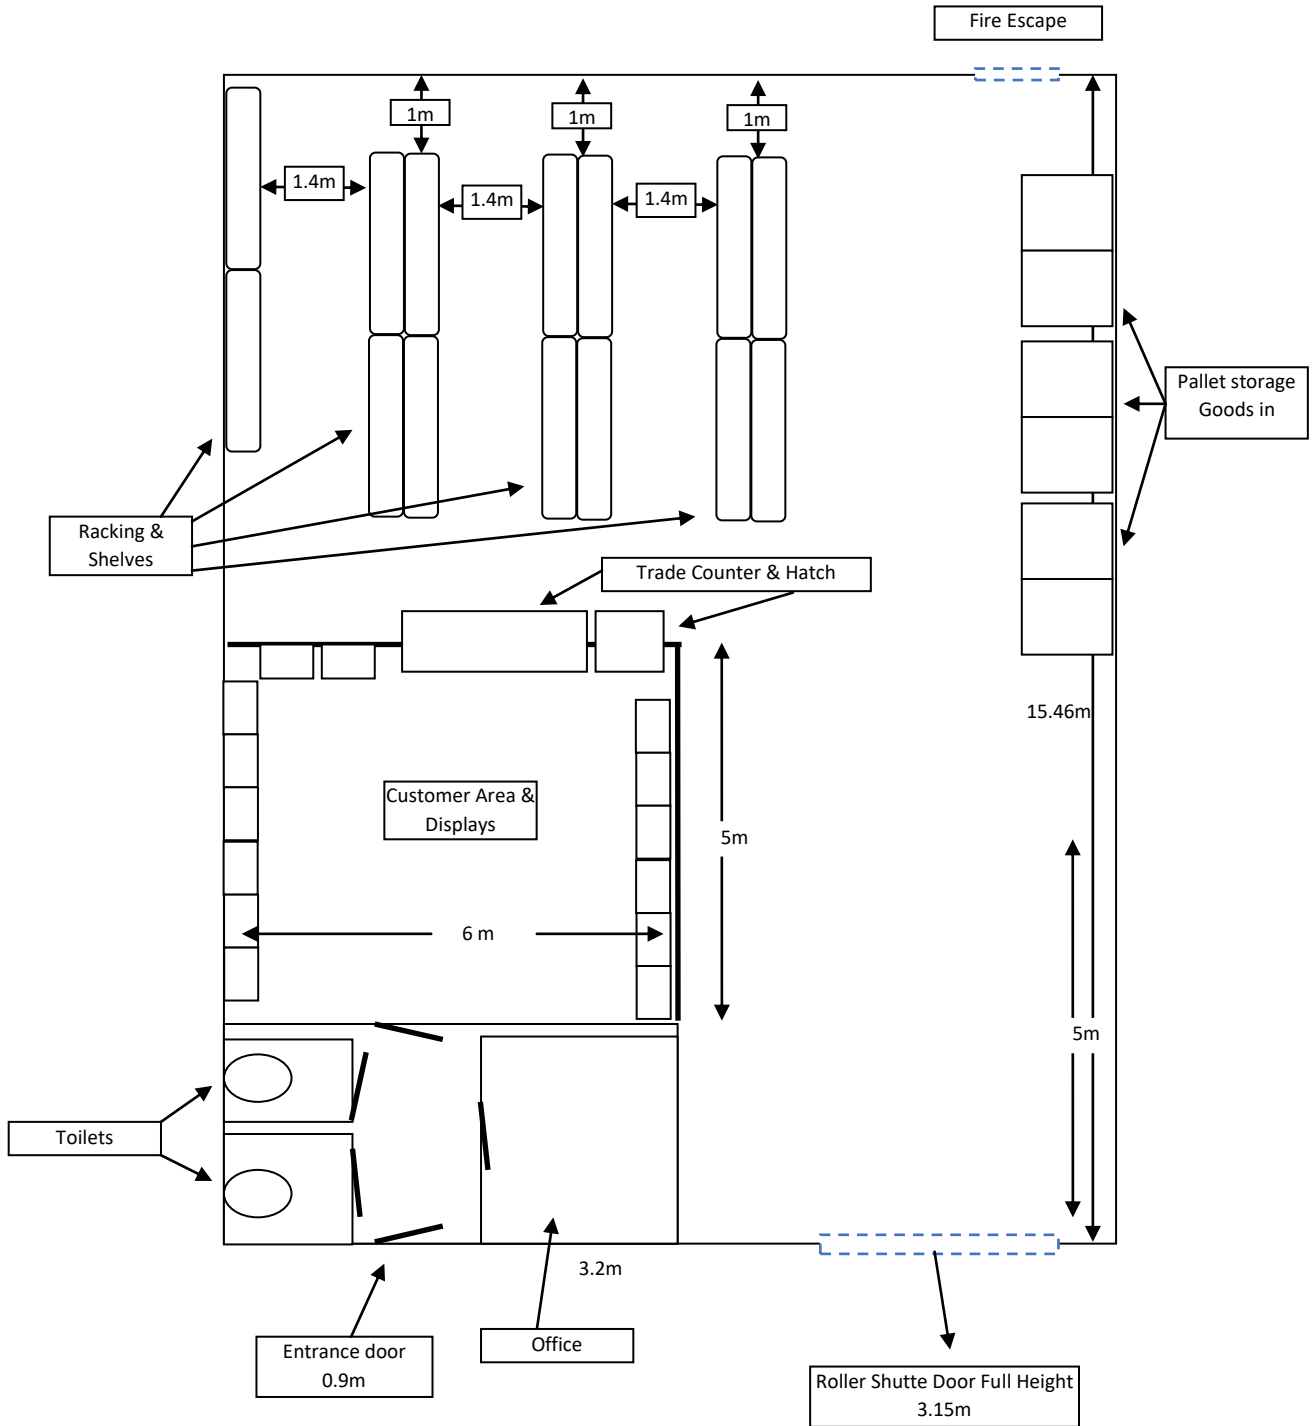 Fire Escape
1m
1m
1m
1.4m
1.4m
1.4m
Pallet storage
Goods in
Racking &
Shelves
Trade Counter & Hatch
15.46m
Customer Area &
Displays
5m
6 m
5m
Toilets
3.2m
Entrance door
0.9m
Office
Roller Shutte Door Full Height
3.15m